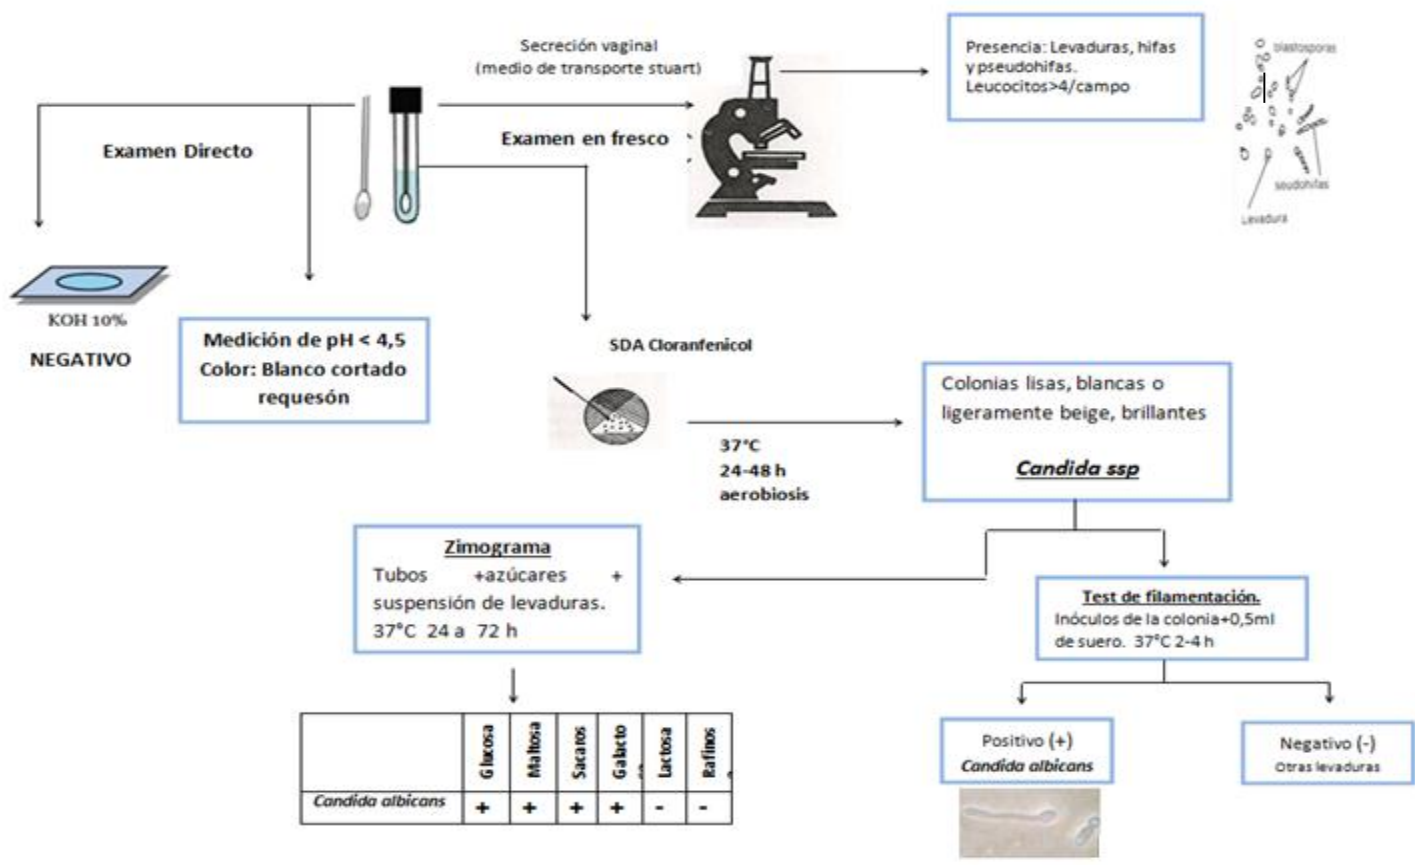 Secreción vaginal
(medio de transporte stuart)
Examen en fresco
Examen Directo
Presencia: Levaduras, hifas
y pseudohifas.
Leucocitos>4/campo
blastosporas
seudohifas
Levadura
KOH 10%
NEGATIVO
Medición de pH < 4,5
Color: Blanco cortado
requesón
SDA Cloranfenicol
37°C
24-48 h
aerobiosis
Colonias lisas, blancas o
ligeramente beige, brillantes
Candida ssp
Zimograma
Tubos +azúcares +
suspensión de levaduras.
37°C 24 a 72 h
Test de filamentación.
Inóculos de la colonia+0,5ml
de suero. 37°C 2-4 h
Positivo (+)
Candida albicans
Negativo (-)
Otras levaduras
Glucosa
Maltosa
Sacaros
Galacto
Lactosa
Rafinos
Candida albicans + + + + - -